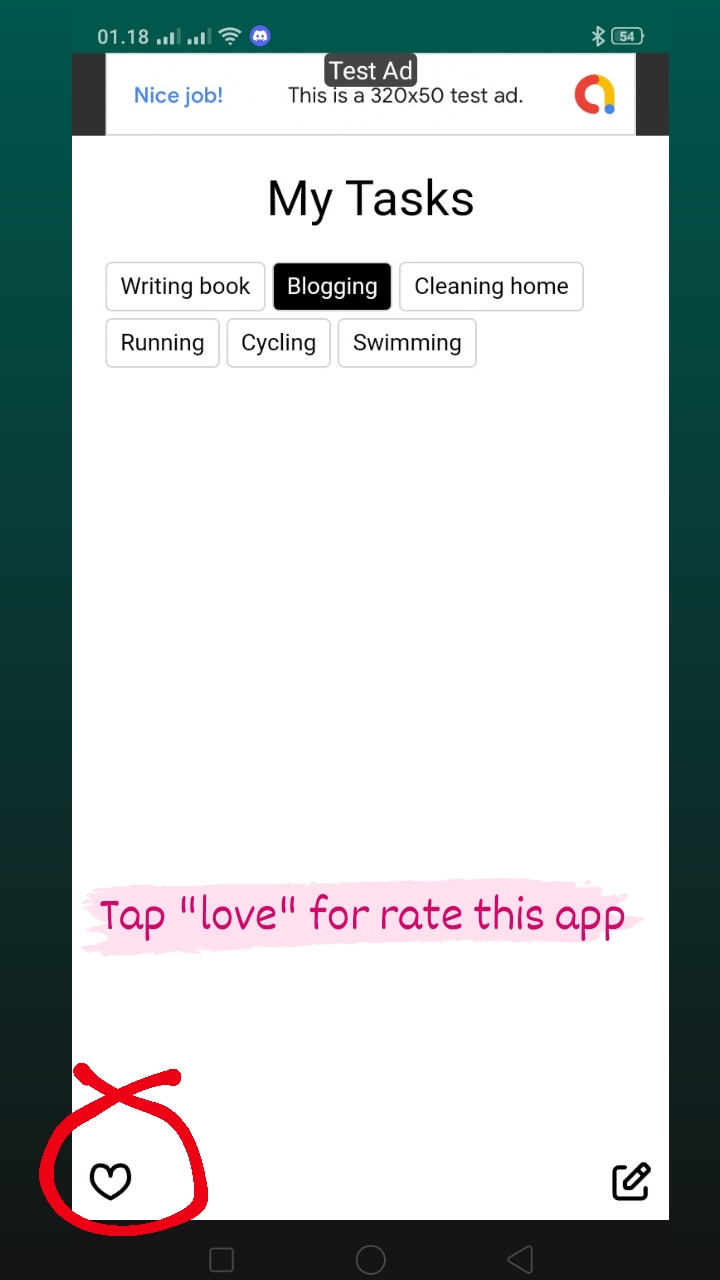 01.18 54
Test Ad
Nice job! This is a 320x50 test ad.
My Tasks
Writing book Blogging Cleaning home
Running Cycling Swimming
Tap "love" for rate this app